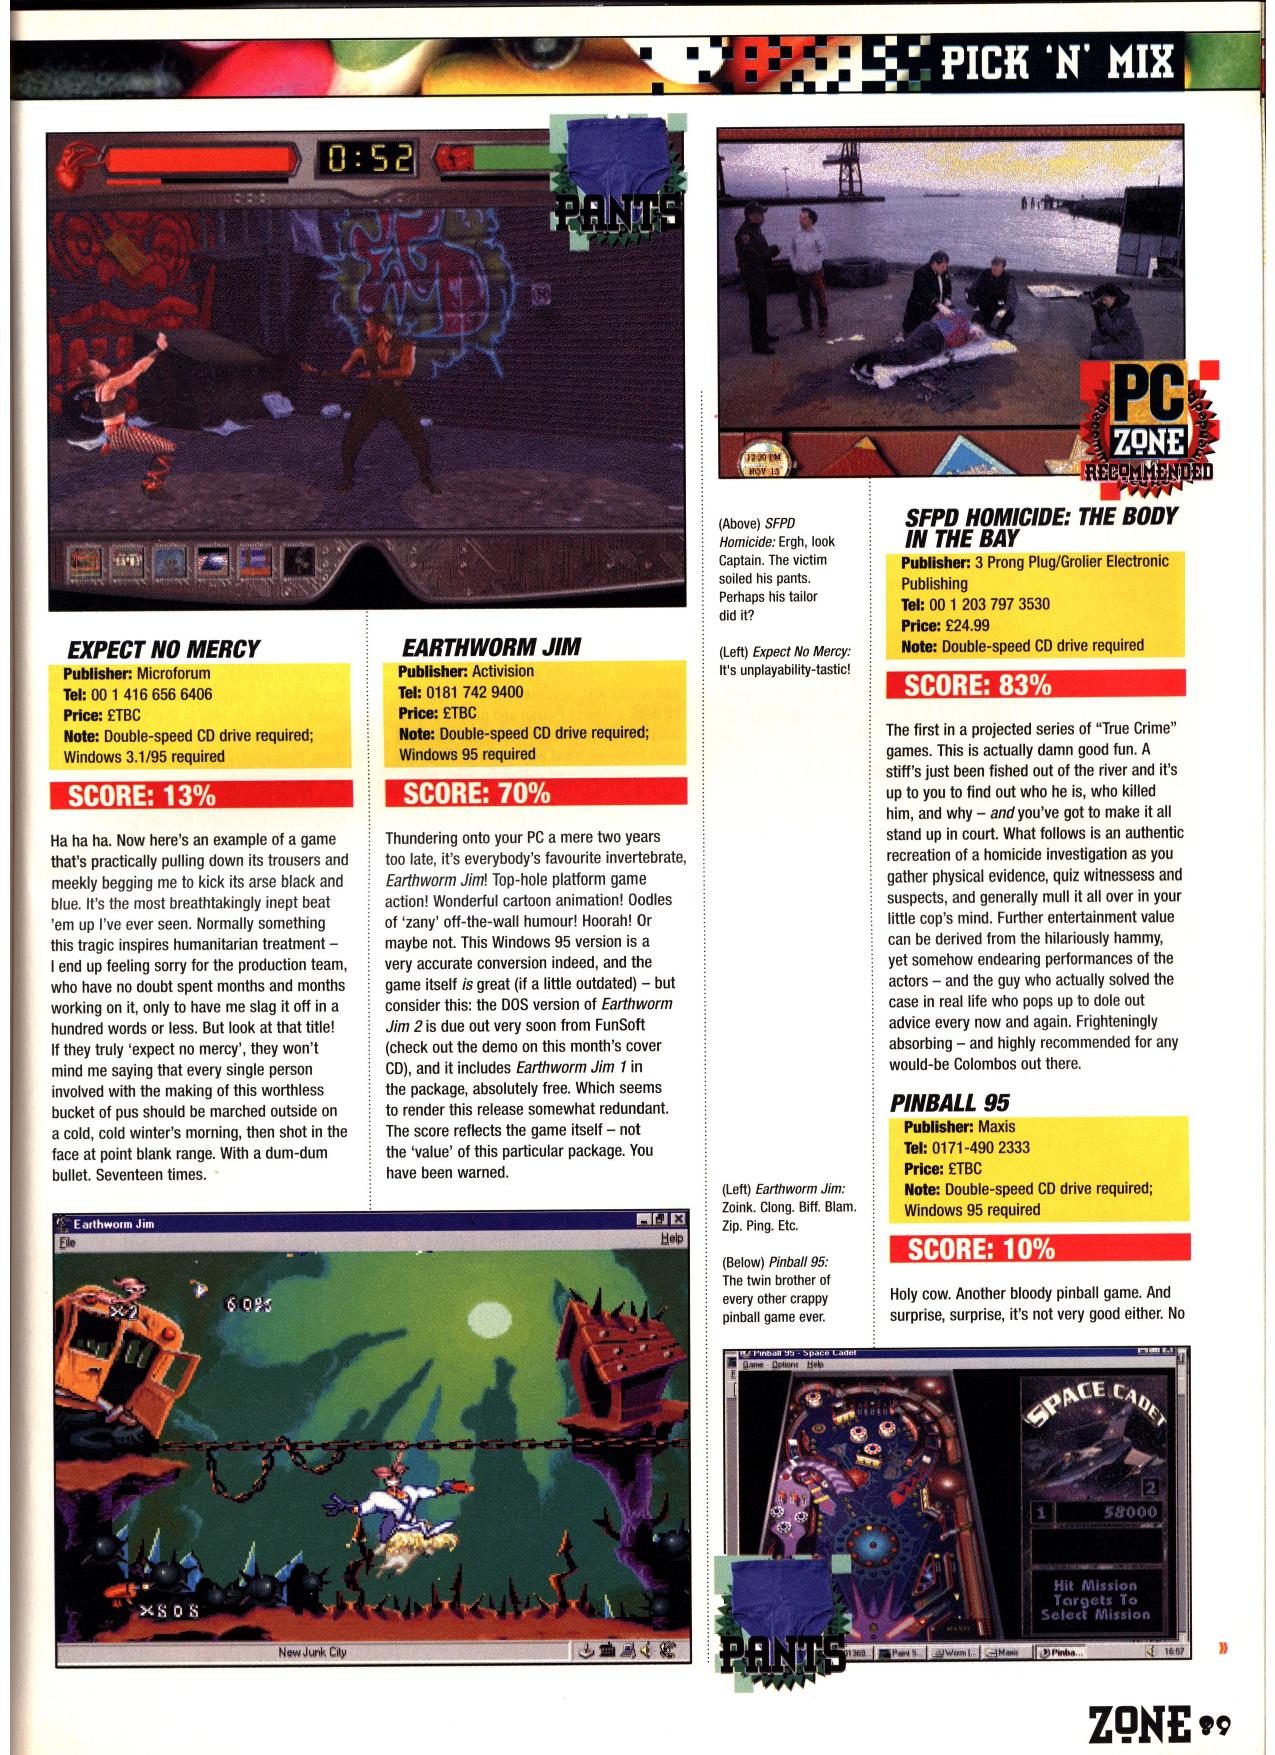 PICK 'N' MIX
0:52
PANTS
12:30 PM
NOV 13
PC
ZONE
RECOMMENDED
EXPECT NO MERCY
Publisher: Microforum
Tel: 00 1 416 656 6406
Price: £TBC
Note: Double-speed CD drive required;
Windows 3.1/95 required
SCORE: 13%
Ha ha ha. Now here's an example of a game
that's practically pulling down its trousers and
meekly begging me to kick its arse black and
blue. It's the most breathtakingly inept beat
'em up I've ever seen. Normally something
this tragic inspires humanitarian treatment –
I end up feeling sorry for the production team,
who have no doubt spent months and months
working on it, only to have me slag it off in a
hundred words or less. But look at that title!
If they truly 'expect no mercy', they won't
mind me saying that every single person
involved with the making of this worthless
bucket of pus should be marched outside on
a cold, cold winter's morning, then shot in the
face at point blank range. With a dum-dum
bullet. Seventeen times.
EARTHWORM JIM
Publisher: Activision
Tel: 0181 742 9400
Price: £TBC
Note: Double-speed CD drive required;
Windows 95 required
SCORE: 70%
Thundering onto your PC a mere two years
too late, it's everybody's favourite invertebrate,
Earthworm Jim! Top-hole platform game
action! Wonderful cartoon animation! Oodles
of 'zany' off-the-wall humour! Hoorah! Or
maybe not. This Windows 95 version is a
very accurate conversion indeed, and the
game itself is great (if a little outdated) – but
consider this: the DOS version of Earthworm
Jim 2 is due out very soon from FunSoft
(check out the demo on this month's cover
CD), and it includes Earthworm Jim 1 in
the package, absolutely free. Which seems
to render this release somewhat redundant.
The score reflects the game itself – not
the 'value' of this particular package. You
have been warned.
(Above) SFPD
Homicide: Ergh, look
Captain. The victim
soiled his pants.
Perhaps his tailor
did it?
(Left) Expect No Mercy:
It's unplayability-tastic!
SFPD HOMICIDE: THE BODY
IN THE BAY
Publisher: 3 Prong Plug/Grolier Electronic
Publishing
Tel: 00 1 203 797 3530
Price: £24.99
Note: Double-speed CD drive required
SCORE: 83%
The first in a projected series of “True Crime”
games. This is actually damn good fun. A
stiff's just been fished out of the river and it's
up to you to find out who he is, who killed
him, and why – and you've got to make it all
stand up in court. What follows is an authentic
recreation of a homicide investigation as you
gather physical evidence, quiz witnessess and
suspects, and generally mull it all over in your
little cop's mind. Further entertainment value
can be derived from the hilariously hammy,
yet somehow endearing performances of the
actors – and the guy who actually solved the
case in real life who pops up to dole out
advice every now and again. Frighteningly
absorbing – and highly recommended for any
would-be Colombos out there.
PINBALL 95
Publisher: Maxis
Tel: 0171-490 2333
Price: £TBC
Note: Double-speed CD drive required;
Windows 95 required
SCORE: 10%
Holy cow. Another bloody pinball game. And
surprise, surprise, it's not very good either. No
(Left) Earthworm Jim:
Zoink. Clong. Biff. Blam.
Zip. Ping. Etc.
(Below) Pinball 95:
The twin brother of
every other crappy
pinball game ever.
Earthworm Jim
File
Help
X2
60%
New Junk City
Pinball 95 - Space Cadet
Game Options Help
SPACE CADET
2
1 58000
Hit Mission
Targets To
Select Mission
Maxis
Pinba...
16:57
PANTS
ZONE 89